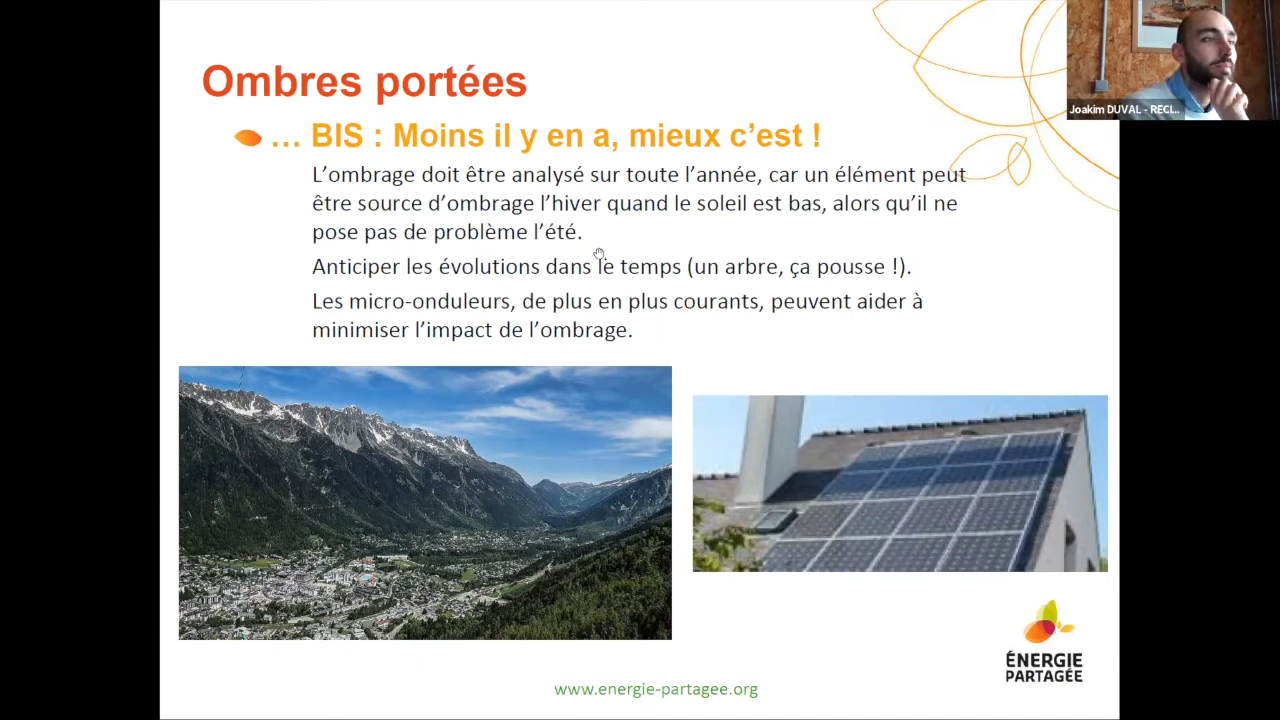 Ombres portées
… BIS : Moins il y en a, mieux c’est !
L’ombrage doit être analysé sur toute l’année, car un élément peut
être source d’ombrage l’hiver quand le soleil est bas, alors qu’il ne
pose pas de problème l’été.
Anticiper les évolutions dans le temps (un arbre, ça pousse !).
Les micro-onduleurs, de plus en plus courants, peuvent aider à
minimiser l’impact de l’ombrage.
Joakim DUVAL - RECI...
ÉNERGIE
PARTAGÉE
www.energie-partagee.org